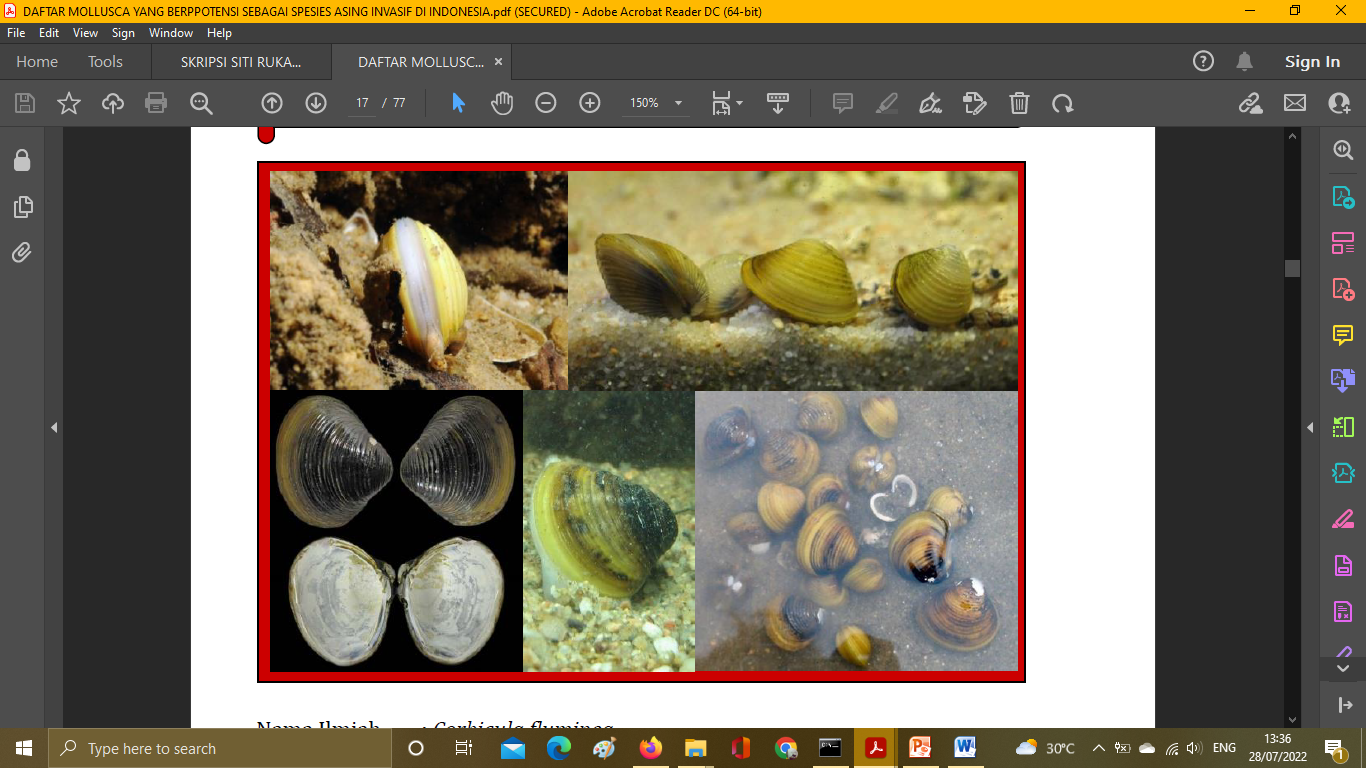 DAFTAR MOLLUSCA YANG BERPPOTENSI SEBAGAI SPESIES ASING INVASIF DI INDONESIA.pdf (SECURED) - Adobe Acrobat Reader DC (64-bit)
File Edit View Sign Window Help
Home Tools SKRIPSI SITI RUKA... DAFTAR MOLLUSC... × Sign In
17 / 77 150%
Nama Ilmiah : Corbicula fluminea
Type here to search 30°C ENG 13:36
28/07/2022 1